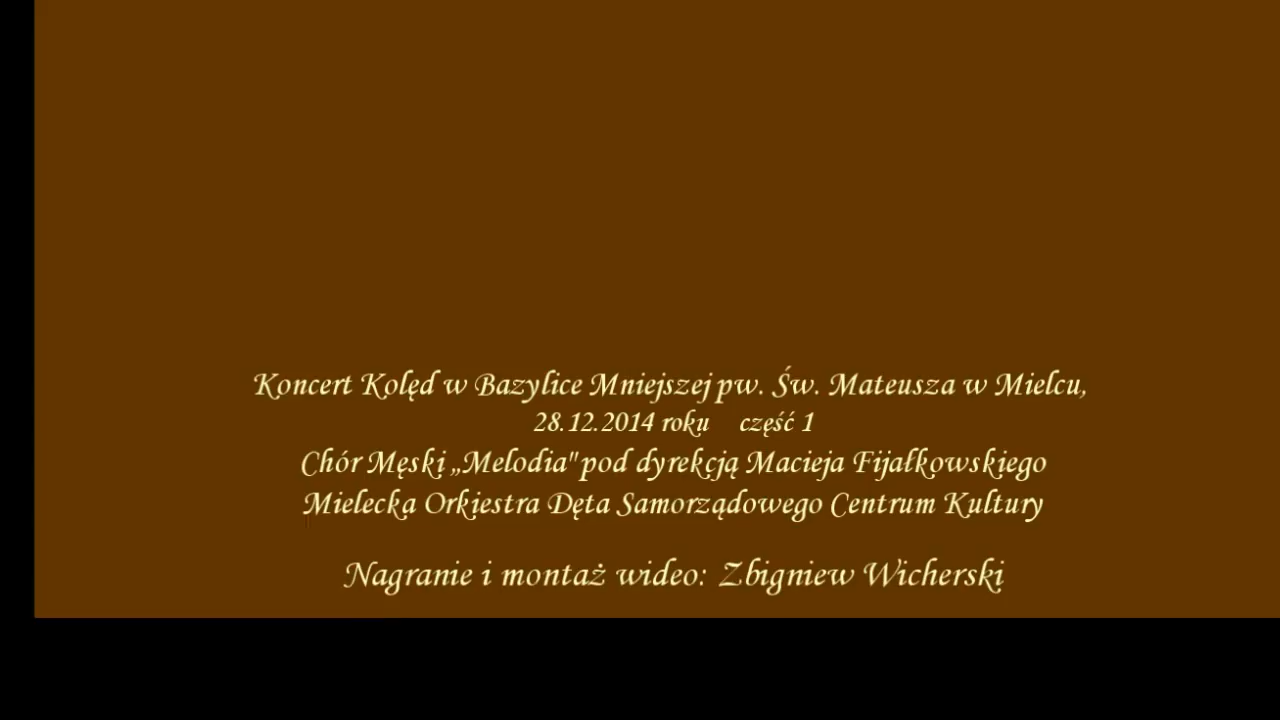 Koncert Kolęd w Bazylice Mniejszej pw. Św. Mateusza w Mielcu,
28.12.2014 roku część 1
Chór Męski „Melodia" pod dyrekcją Macieja Fijałkowskiego
Mielecka Orkiestra Dęta Samorządowego Centrum Kultury
Nagranie i montaż wideo: Zbigniew Wicherski